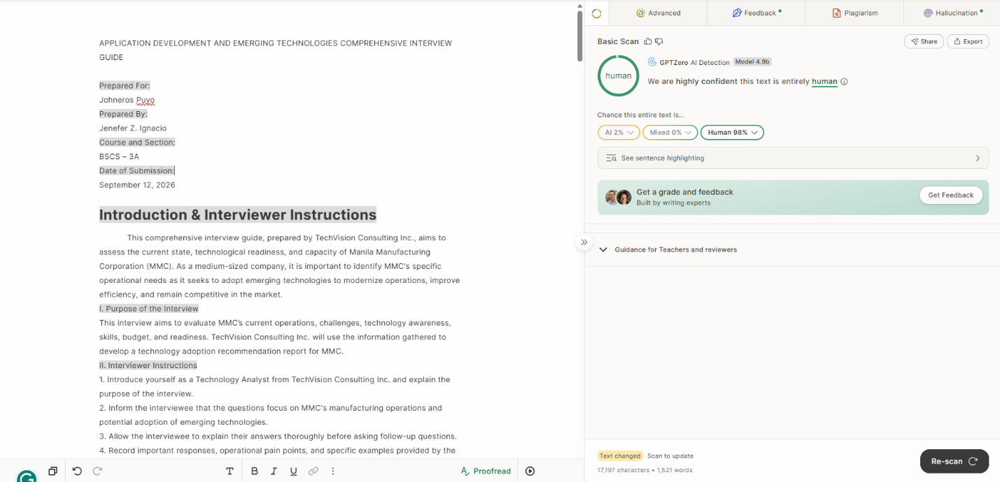 APPLICATION DEVELOPMENT AND EMERGING TECHNOLOGIES COMPREHENSIVE INTERVIEW
GUIDE
Prepared For:
Johneros Puyo
Prepared By:
Jenefer Z. Ignacio
Course and Section:
BSCS – 3A
Date of Submission:
September 12, 2026
Introduction & Interviewer Instructions
This comprehensive interview guide, prepared by TechVision Consulting Inc., aims to
assess the current state, technological readiness, and capacity of Manila Manufacturing
Corporation (MMC). As a medium-sized company, it is important to identify MMC's specific
operational needs as it seeks to adopt emerging technologies to modernize operations, improve
efficiency, and remain competitive in the market.
I. Purpose of the Interview
This interview aims to evaluate MMC’s current operations, challenges, technology awareness,
skills, budget, and readiness. TechVision Consulting Inc. will use the information gathered to
develop a technology adoption recommendation report for MMC.
II. Interviewer Instructions
1. Introduce yourself as a Technology Analyst from TechVision Consulting Inc. and explain the
purpose of the interview.
2. Inform the interviewee that the questions focus on MMC's manufacturing operations and
potential adoption of emerging technologies.
3. Allow the interviewee to explain their answers thoroughly before asking follow-up questions.
4. Record important responses, operational pain points, and specific examples provided by the
T B I U
Proofread
Advanced
Feedback
Plagiarism
Hallucination
Basic Scan
Share
Export
human
GPTZero AI Detection Model 4.9b
We are highly confident this text is entirely human
Chance this entire text is...
AI 2%
Mixed 0%
Human 98%
See sentence highlighting
Get a grade and feedback
Built by writing experts
Get Feedback
Guidance for Teachers and reviewers
Text changed Scan to update
17,197 characters • 1,521 words
Re-scan